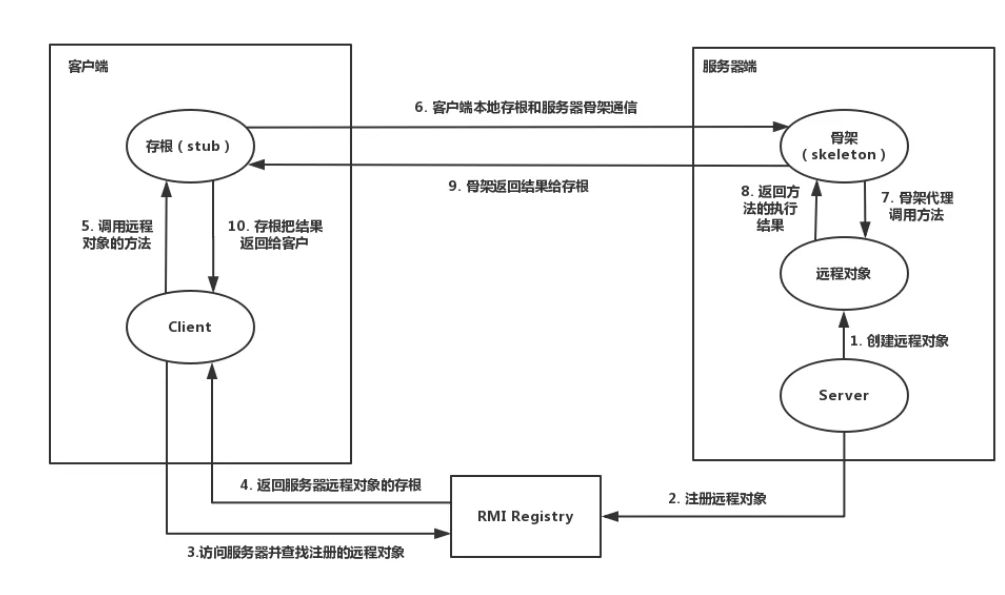 客户端
服务器端
6. 客户端本地存根和服务器骨架通信
存根（stub）
骨架
（skeleton）
9. 骨架返回结果给存根
8. 返回方
法的执行
结果
7. 骨架代理
调用方法
5. 调用远程
对象的方法
10. 存根把结果
返回给客户
远程对象
Client
1. 创建远程对象
Server
4. 返回服务器远程对象的存根
2. 注册远程对象
RMI Registry
3.访问服务器并查找注册的远程对象